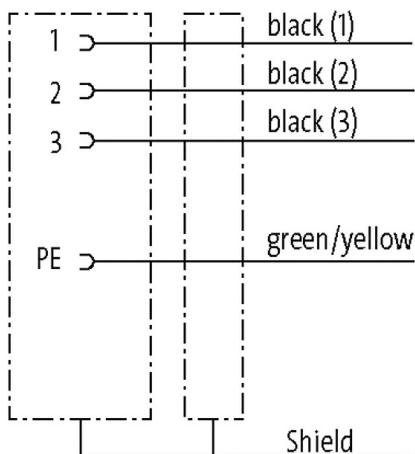 1 black (1)
2 black (2)
3 black (3)
PE green/yellow
Shield